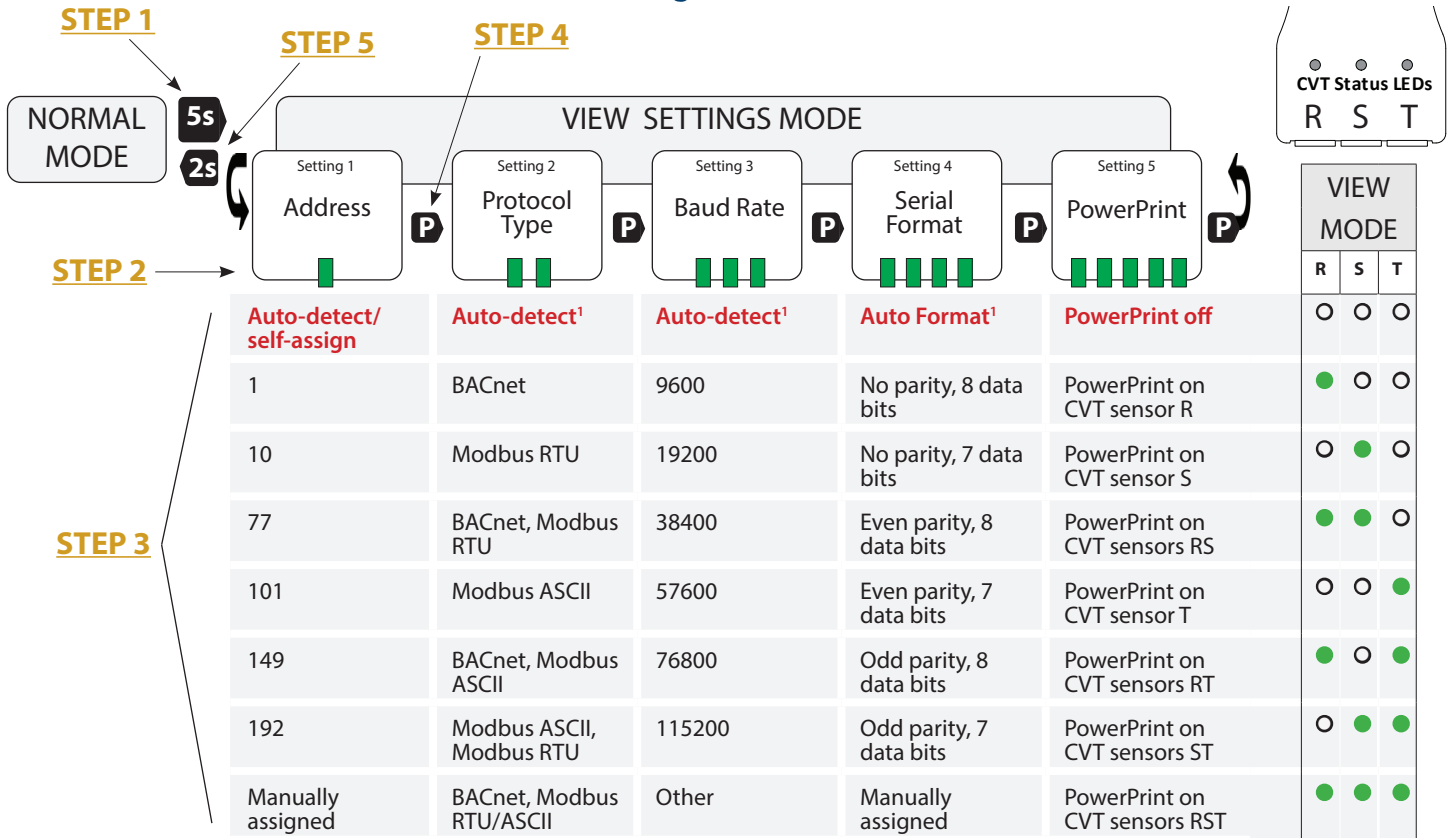 STEP 1
STEP 5
STEP 4
CVT Status LEDs
R S T
NORMAL
MODE
5s
2s
VIEW SETTINGS MODE
Setting 1
Address
P
Setting 2
Protocol
Type
P
Setting 3
Baud Rate
P
Setting 4
Serial
Format
P
Setting 5
PowerPrint
P
VIEW
MODE
R S T
STEP 2
STEP 3
Auto-detect/
self-assign
Auto-detect¹
Auto-detect¹
Auto Format¹
PowerPrint off
1
BACnet
9600
No parity, 8 data
bits
PowerPrint on
CVT sensor R
10
Modbus RTU
19200
No parity, 7 data
bits
PowerPrint on
CVT sensor S
77
BACnet, Modbus
RTU
38400
Even parity, 8
data bits
PowerPrint on
CVT sensors RS
101
Modbus ASCII
57600
Even parity, 7
data bits
PowerPrint on
CVT sensor T
149
BACnet, Modbus
ASCII
76800
Odd parity, 8
data bits
PowerPrint on
CVT sensors RT
192
Modbus ASCII,
Modbus RTU
115200
Odd parity, 7
data bits
PowerPrint on
CVT sensors ST
Manually
assigned
BACnet, Modbus
RTU/ASCII
Other
Manually
assigned
PowerPrint on
CVT sensors RST